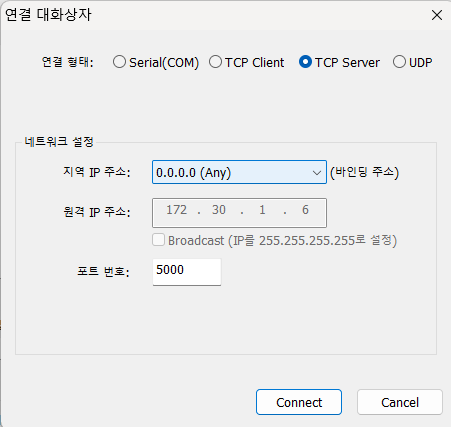 연결 대화상자
연결 형태: Serial(COM) TCP Client TCP Server UDP
네트워크 설정
지역 IP 주소: 0.0.0.0 (Any) (바인딩 주소)
원격 IP 주소: 172 . 30 . 1 . 6
Broadcast (IP를 255.255.255.255로 설정)
포트 번호: 5000
Connect Cancel